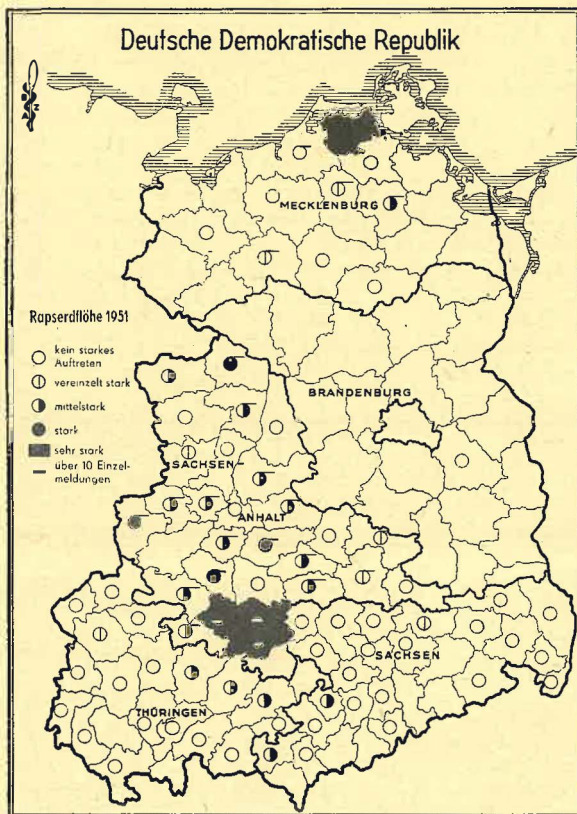 Deutsche Demokratische Republik
MECKLENBURG
Rapserdflöhe 1951
kein starkes
Auftreten
vereinzelt stark
mittelstark
stark
sehr stark
über 10 Einzel-
meldungen
BRANDENBURG
SACHSEN-
ANHALT
SACHSEN
THÜRINGEN